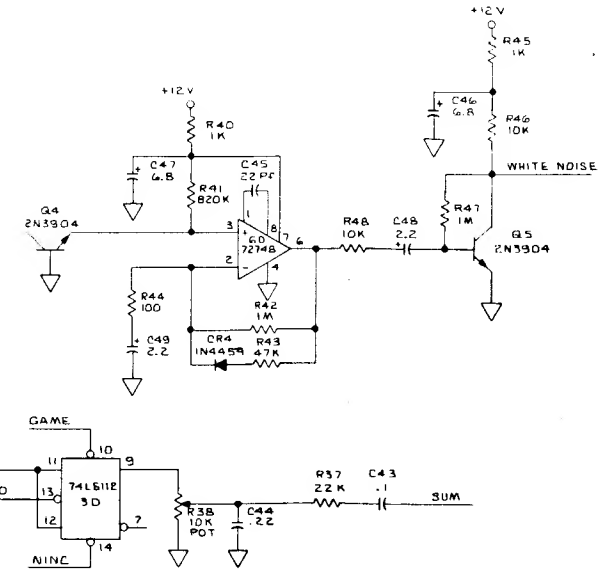 +12V
R45
1K
+12V
C46
6.8
R46
10K
R40
1K
C47
6.8
C45
22 PF
R41
820K
WHITE NOISE
R47
1M
Q4
2N3904
1
8
3
+
6D
72748
7
6
R48
10K
C48
2.2
Q5
2N3904
2
-
4
R44
100
R42
1M
CR4
1N4459
R43
47K
C49
2.2
GAME
10
11
9
74LS112
3D
13
12
7
14
NINC
R38
10K
POT
C44
.22
R37
22K
C43
.1
SUM